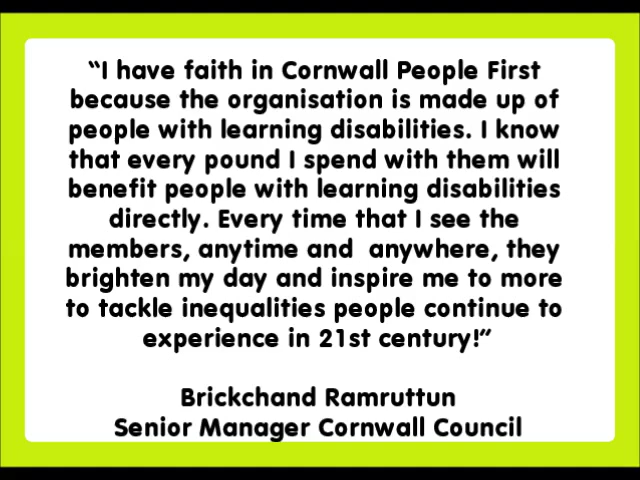 “I have faith in Cornwall People First
because the organisation is made up of
people with learning disabilities. I know
that every pound I spend with them will
benefit people with learning disabilities
directly. Every time that I see the
members, anytime and  anywhere, they
brighten my day and inspire me to more
to tackle inequalities people continue to
experience in 21st century!”
Brickchand Ramruttun
Senior Manager Cornwall Council